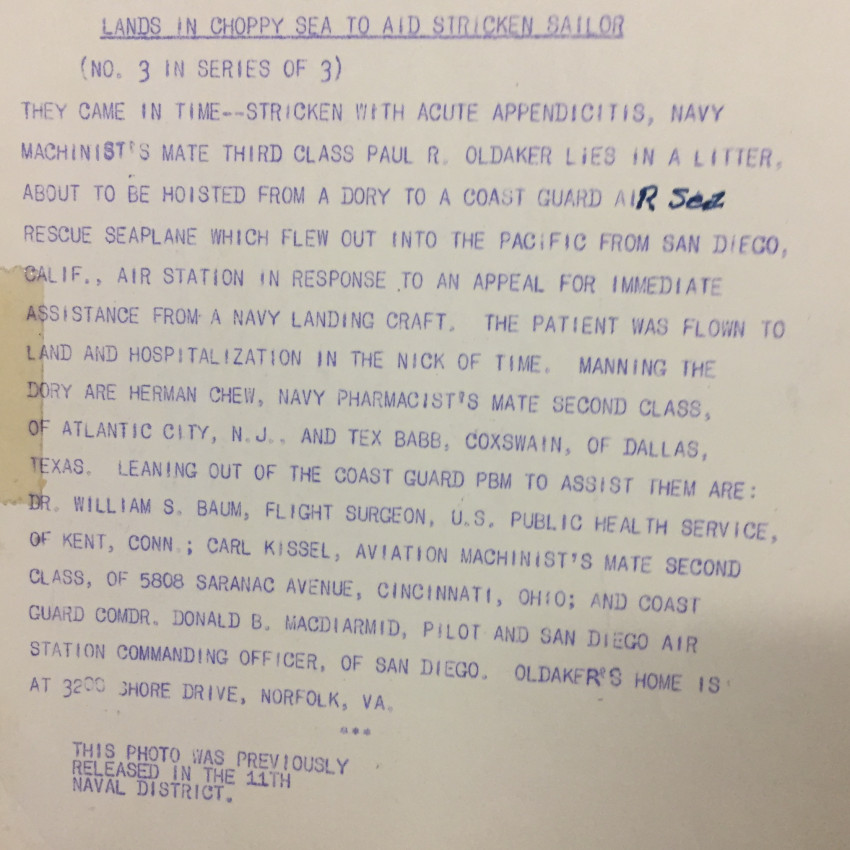 LANDS IN CHOPPY SEA TO AID STRICKEN SAILOR
(NO. 3 IN SERIES OF 3)
THEY CAME IN TIME--STRICKEN WITH ACUTE APPENDICITIS, NAVY
MACHINIST'S MATE THIRD CLASS PAUL R. OLDAKER LIES IN A LITTER,
ABOUT TO BE HOISTED FROM A DORY TO A COAST GUARD AIR Sea
RESCUE SEAPLANE WHICH FLEW OUT INTO THE PACIFIC FROM SAN DIEGO,
CALIF., AIR STATION IN RESPONSE TO AN APPEAL FOR IMMEDIATE
ASSISTANCE FROM A NAVY LANDING CRAFT. THE PATIENT WAS FLOWN TO
LAND AND HOSPITALIZATION IN THE NICK OF TIME. MANNING THE
DORY ARE HERMAN CHEW, NAVY PHARMACIST'S MATE SECOND CLASS,
OF ATLANTIC CITY, N.J., AND TEX BABB, COXSWAIN, OF DALLAS,
TEXAS. LEANING OUT OF THE COAST GUARD PBM TO ASSIST THEM ARE:
DR. WILLIAM S. BAUM, FLIGHT SURGEON, U.S. PUBLIC HEALTH SERVICE,
OF KENT, CONN.; CARL KISSEL, AVIATION MACHINIST'S MATE SECOND
CLASS, OF 5808 SARANAC AVENUE, CINCINNATI, OHIO; AND COAST
GUARD COMDR. DONALD B. MACDIARMID, PILOT AND SAN DIEGO AIR
STATION COMMANDING OFFICER, OF SAN DIEGO. OLDAKER'S HOME IS
AT 3200 SHORE DRIVE, NORFOLK, VA.
***
THIS PHOTO WAS PREVIOUSLY
RELEASED IN THE 11TH
NAVAL DISTRICT.